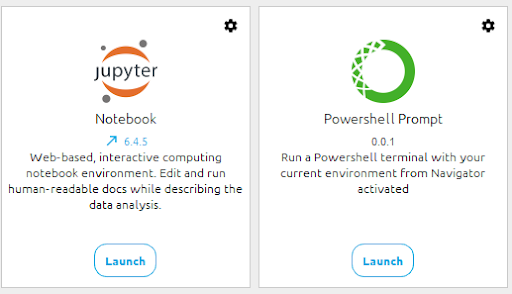 jupyter
Notebook
6.4.5
Web-based, interactive computing
notebook environment. Edit and run
human-readable docs while describing the
data analysis.
Launch
Powershell Prompt
0.0.1
Run a Powershell terminal with your
current environment from Navigator
activated
Launch